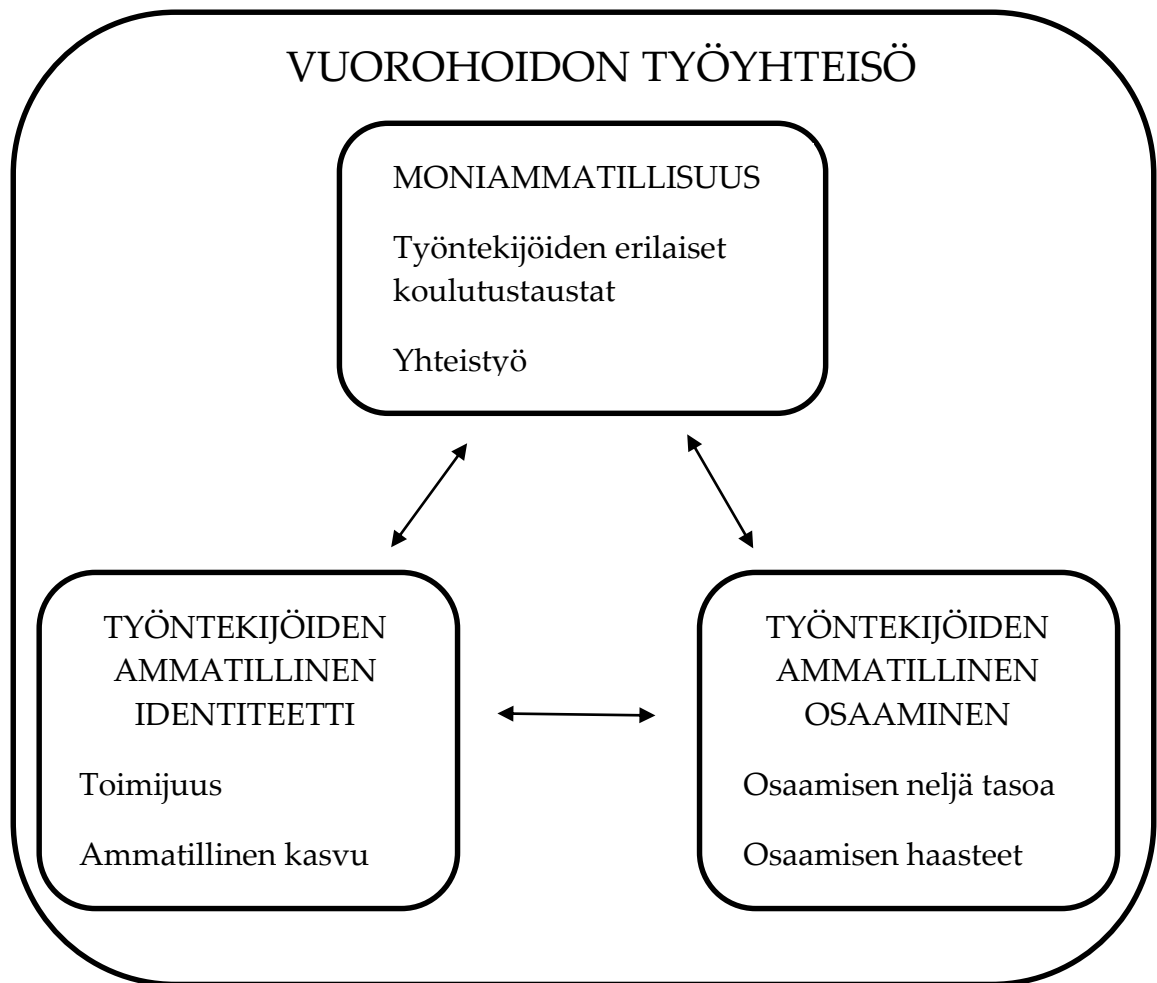 VUOROHOIDON TYÖYHTEISÖ
MONIAMMATILLISUUS
Työntekijöiden erilaiset
koulutustaustat
Yhteistyö
TYÖNTEKIJÖIDEN
AMMATILLINEN
IDENTITEETTI
Toimijuus
Ammatillinen kasvu
TYÖNTEKIJÖIDEN
AMMATILLINEN
OSAAMINEN
Osaamisen neljä tasoa
Osaamisen haasteet